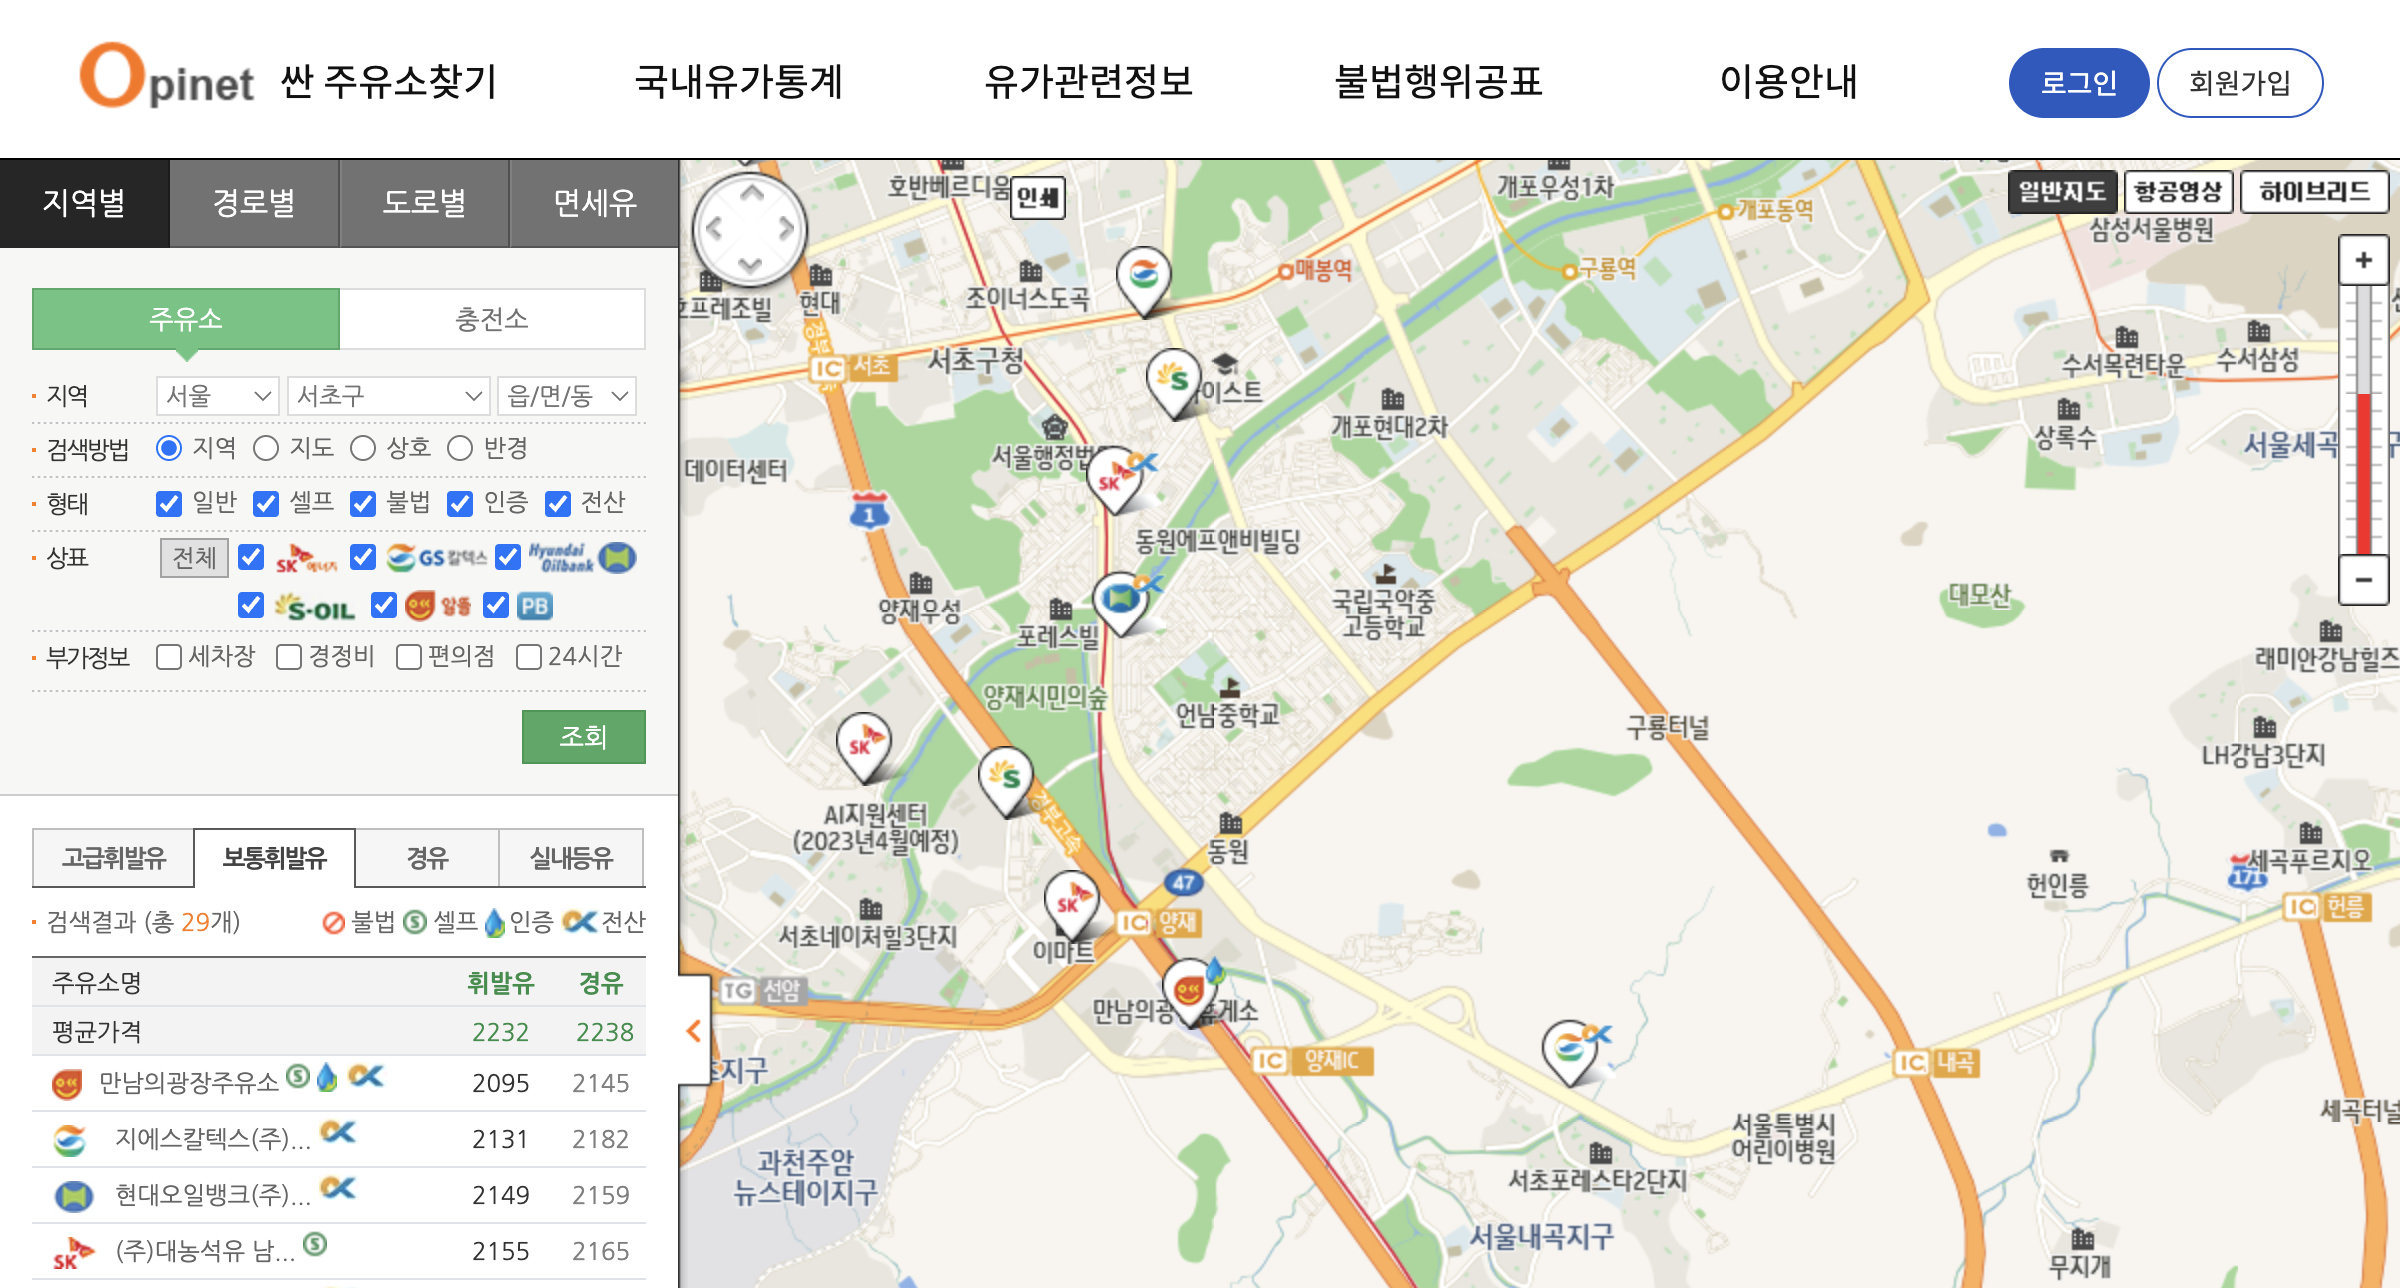 Opinet 싼 주유소찾기 국내유가통계 유가관련정보 불법행위공표 이용안내 로그인 회원가입
지역별 경로별 도로별 면세유
주유소 충전소
지역 서울 서초구 읍/면/동
검색방법 지역 지도 상호 반경
형태 일반 셀프 불법 인증 전산
상표 전체 SK에너지 GS칼텍스 Hyundai Oilbank
S-OIL 알뜰 PB
부가정보 세차장 경정비 편의점 24시간
조회
고급휘발유 보통휘발유 경유 실내등유
검색결과 (총 29개) 불법 셀프 인증 전산
주유소명 휘발유 경유
평균가격 2232 2238
만남의광장주유소 2095 2145
지에스칼텍스(주)... 2131 2182
현대오일뱅크(주)... 2149 2159
SK (주)대농석유 남... 2155 2165
호반베르디움
인쇄
개포우성1차
개포동역
일반지도 항공영상 하이브리드
삼성서울병원
매봉역
구룡역
현대
조이너스도곡
호프레조빌
IC 서초
서초구청
수서목련타운
수서삼성
이스트
개포현대2차
상록수
서울세곡
서울행정법
데이터센터
SK
1
동원에프앤비빌딩
양재우성
포레스빌
국립국악중
고등학교
대모산
래미안강남힐즈
양재시민의숲
언남중학교
구룡터널
LH강남3단지
SK
S
AI지원센터
(2023년4월예정)
경부고속
동원
세곡푸르지오
47
171
헌인릉
SK
IC 양재
IC 헌릉
서초네이처힐3단지
이마트
TG 선암
만남의광 휴게소
IC 양재IC
IC 내곡
지구
세곡터널
서울특별시
어린이병원
과천주암
뉴스테이지구
서초포레스타2단지
서울내곡지구
무지개